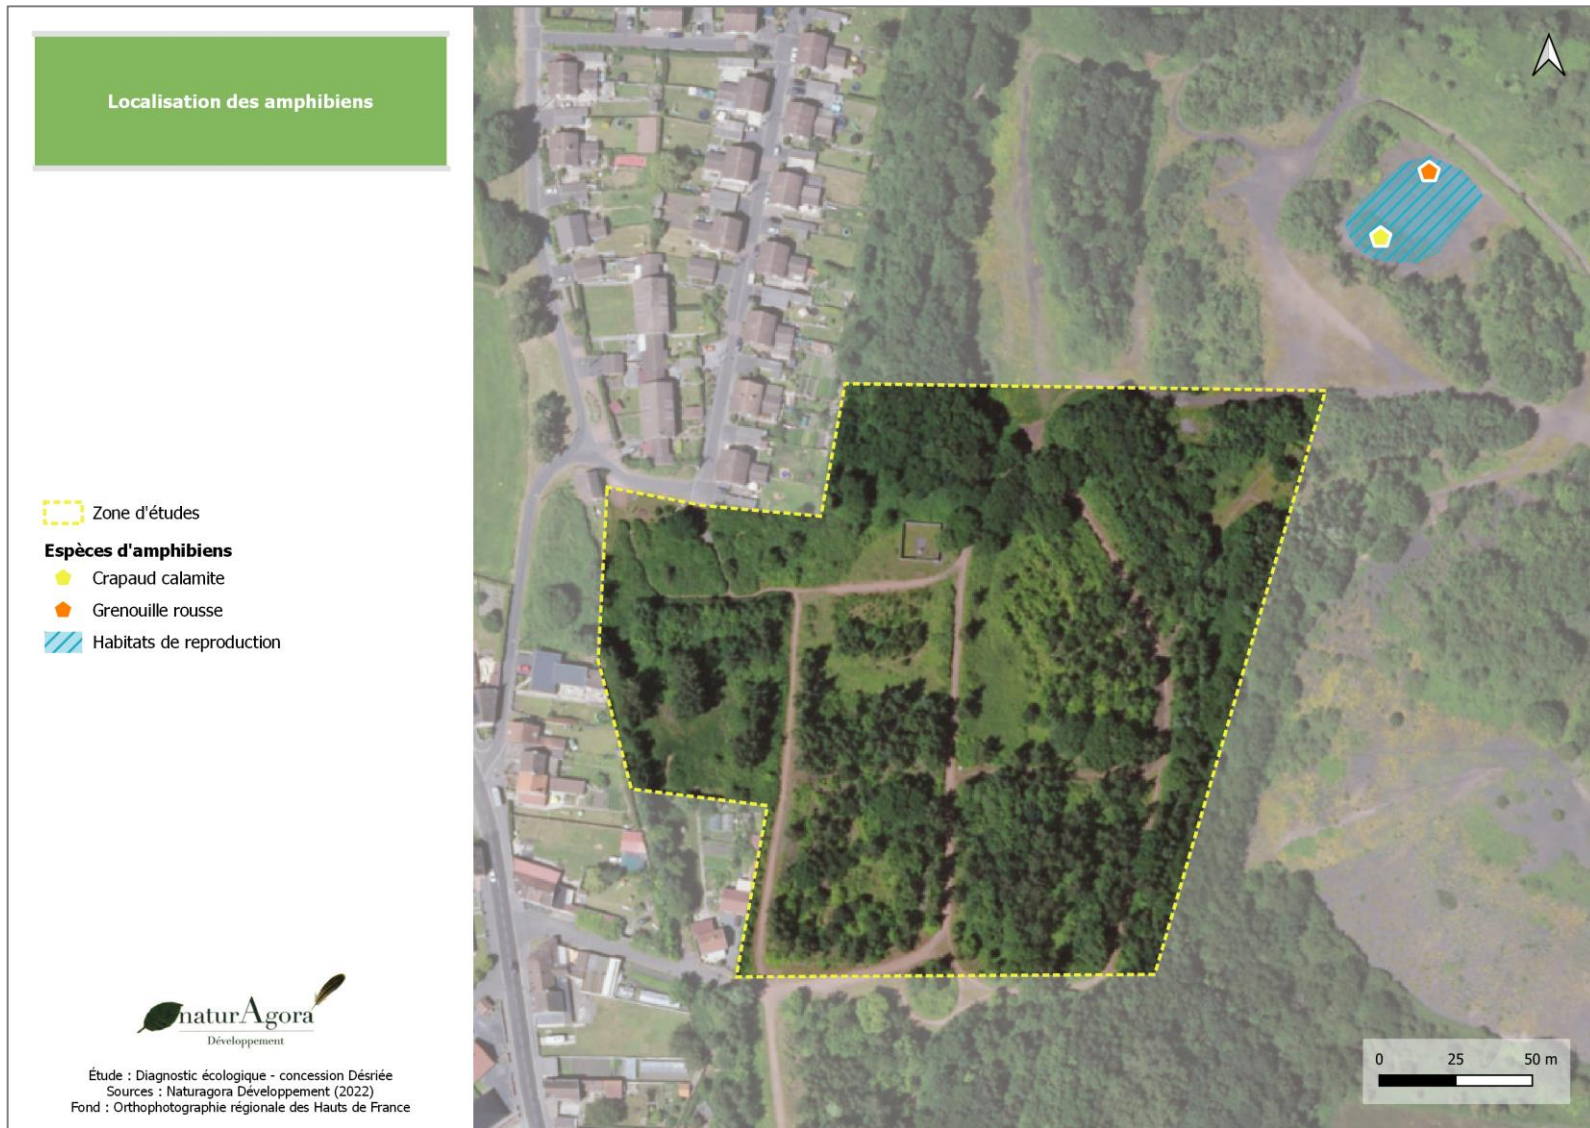 Localisation des amphibiens
Zone d'études
Espèces d'amphibiens
Crapaud calamite
Grenouille rousse
Habitats de reproduction
naturAgora
Développement
Étude : Diagnostic écologique - concession Désriée
Sources : Naturagora Développement (2022)
Fond : Orthophotographie régionale des Hauts de France
0 25 50 m